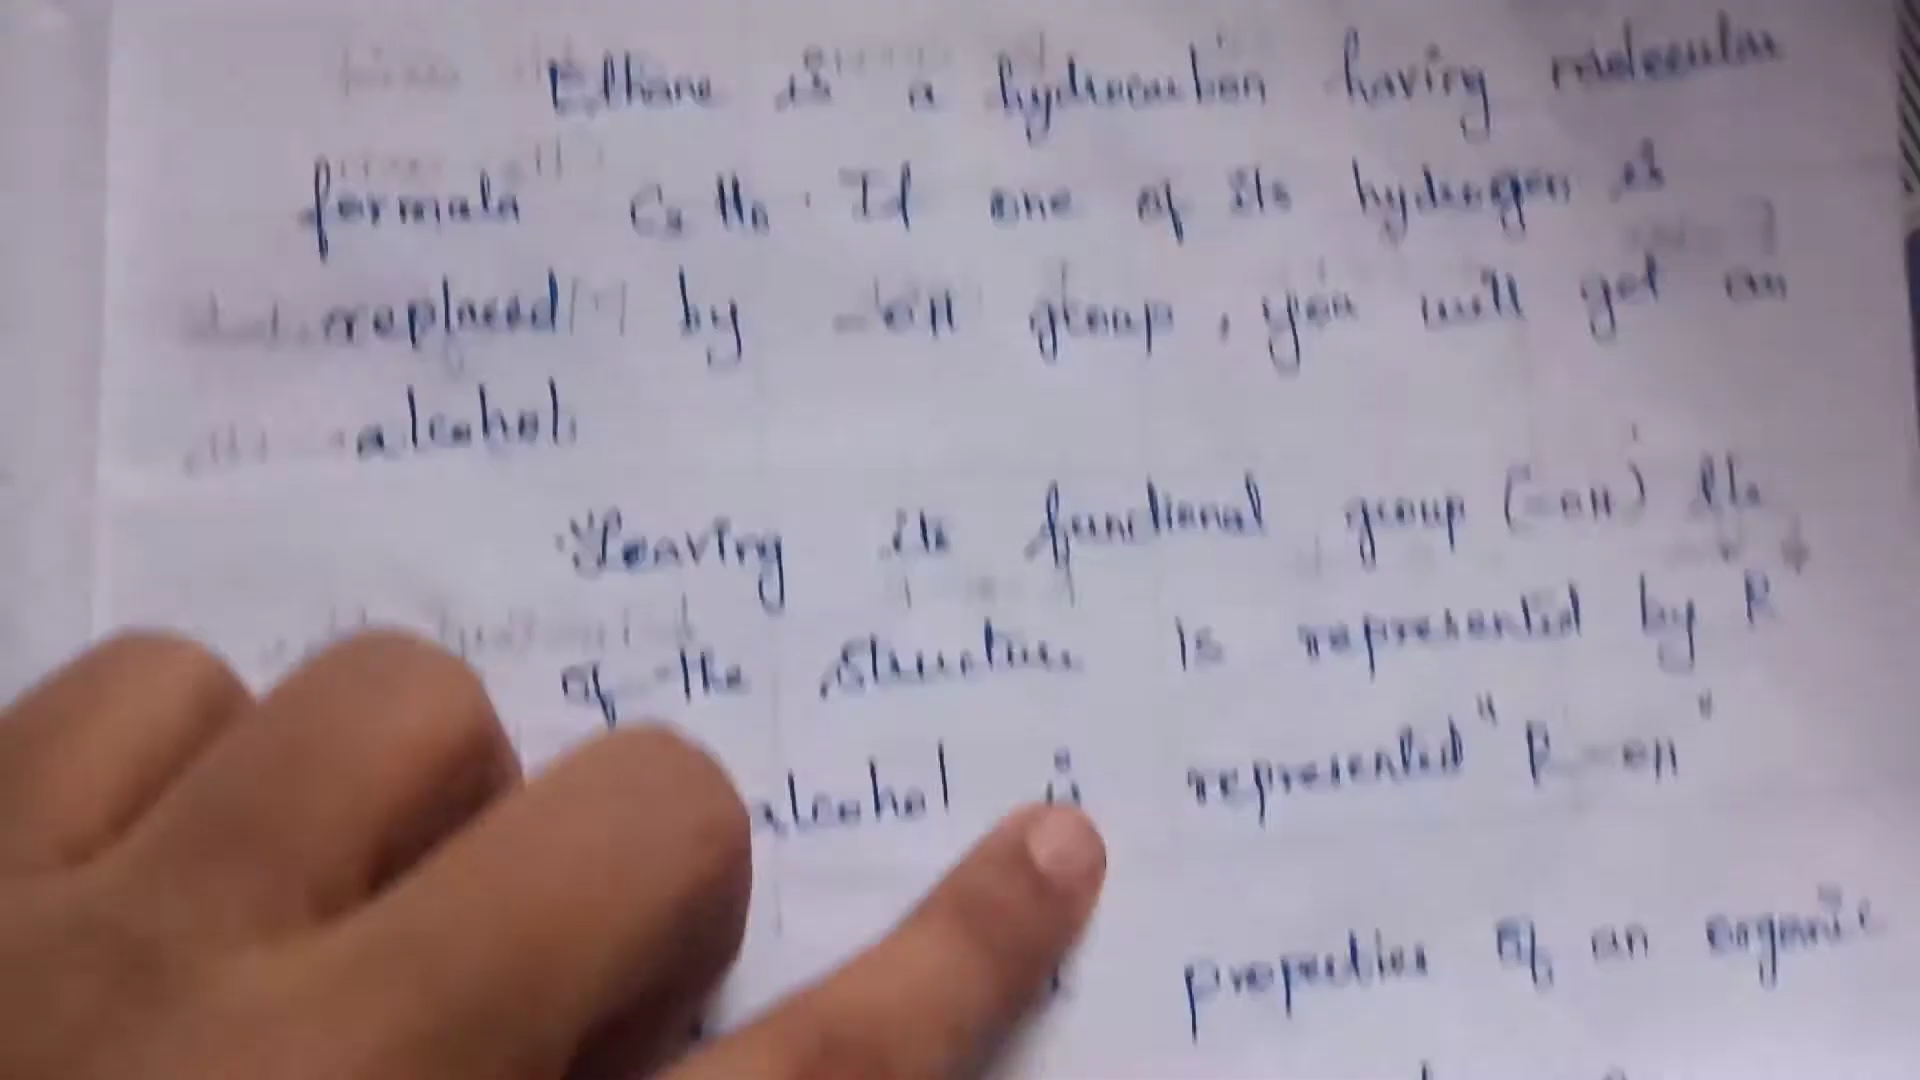 Ethane is a hydrocarbon having molecular
formula C₂H₆. If one of its hydrogen is
replaced by -OH group, you will get an
alcohol.
Leaving its functional group (-OH) the
of the structure is represented by R
alcohol is represented "R-OH"
properties of an organic